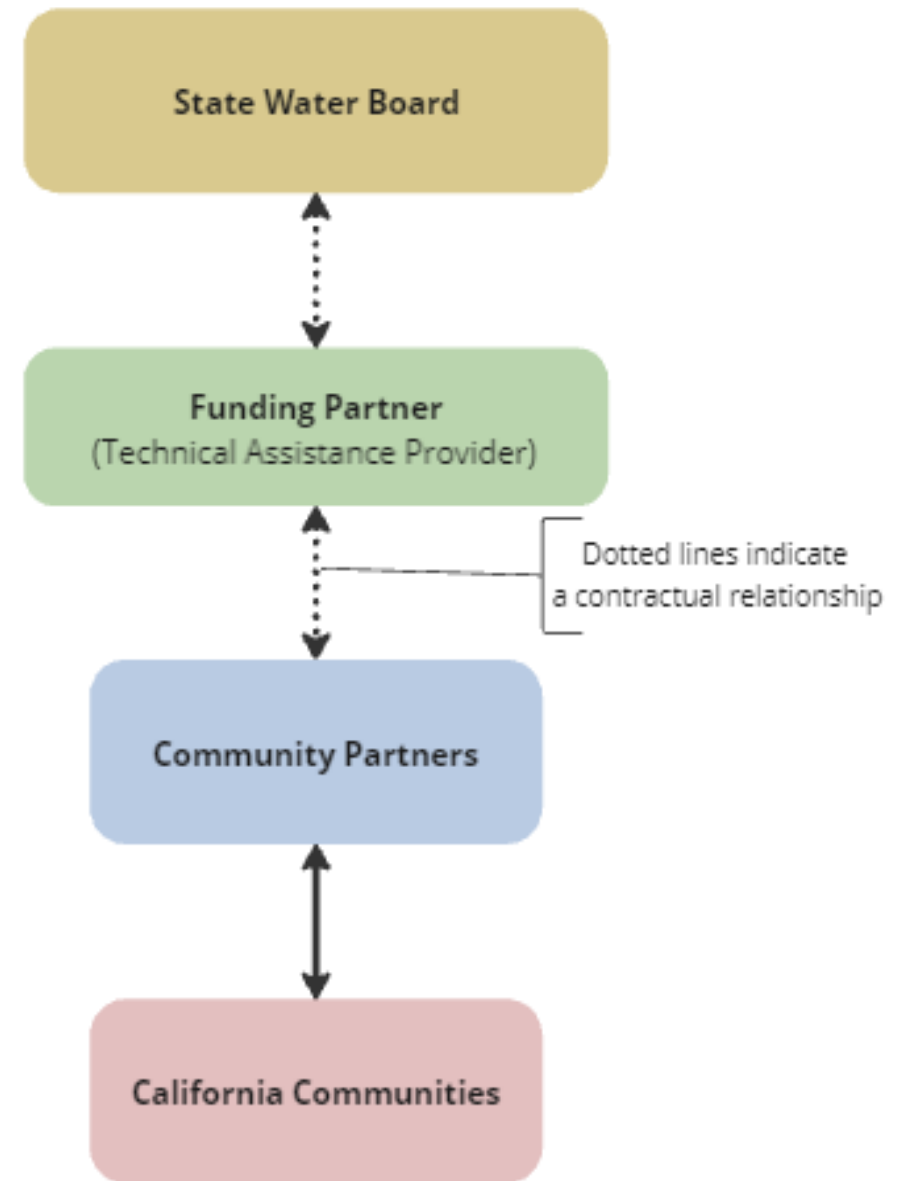 State Water Board
Funding Partner
(Technical Assistance Provider)
Dotted lines indicate
a contractual relationship
Community Partners
California Communities